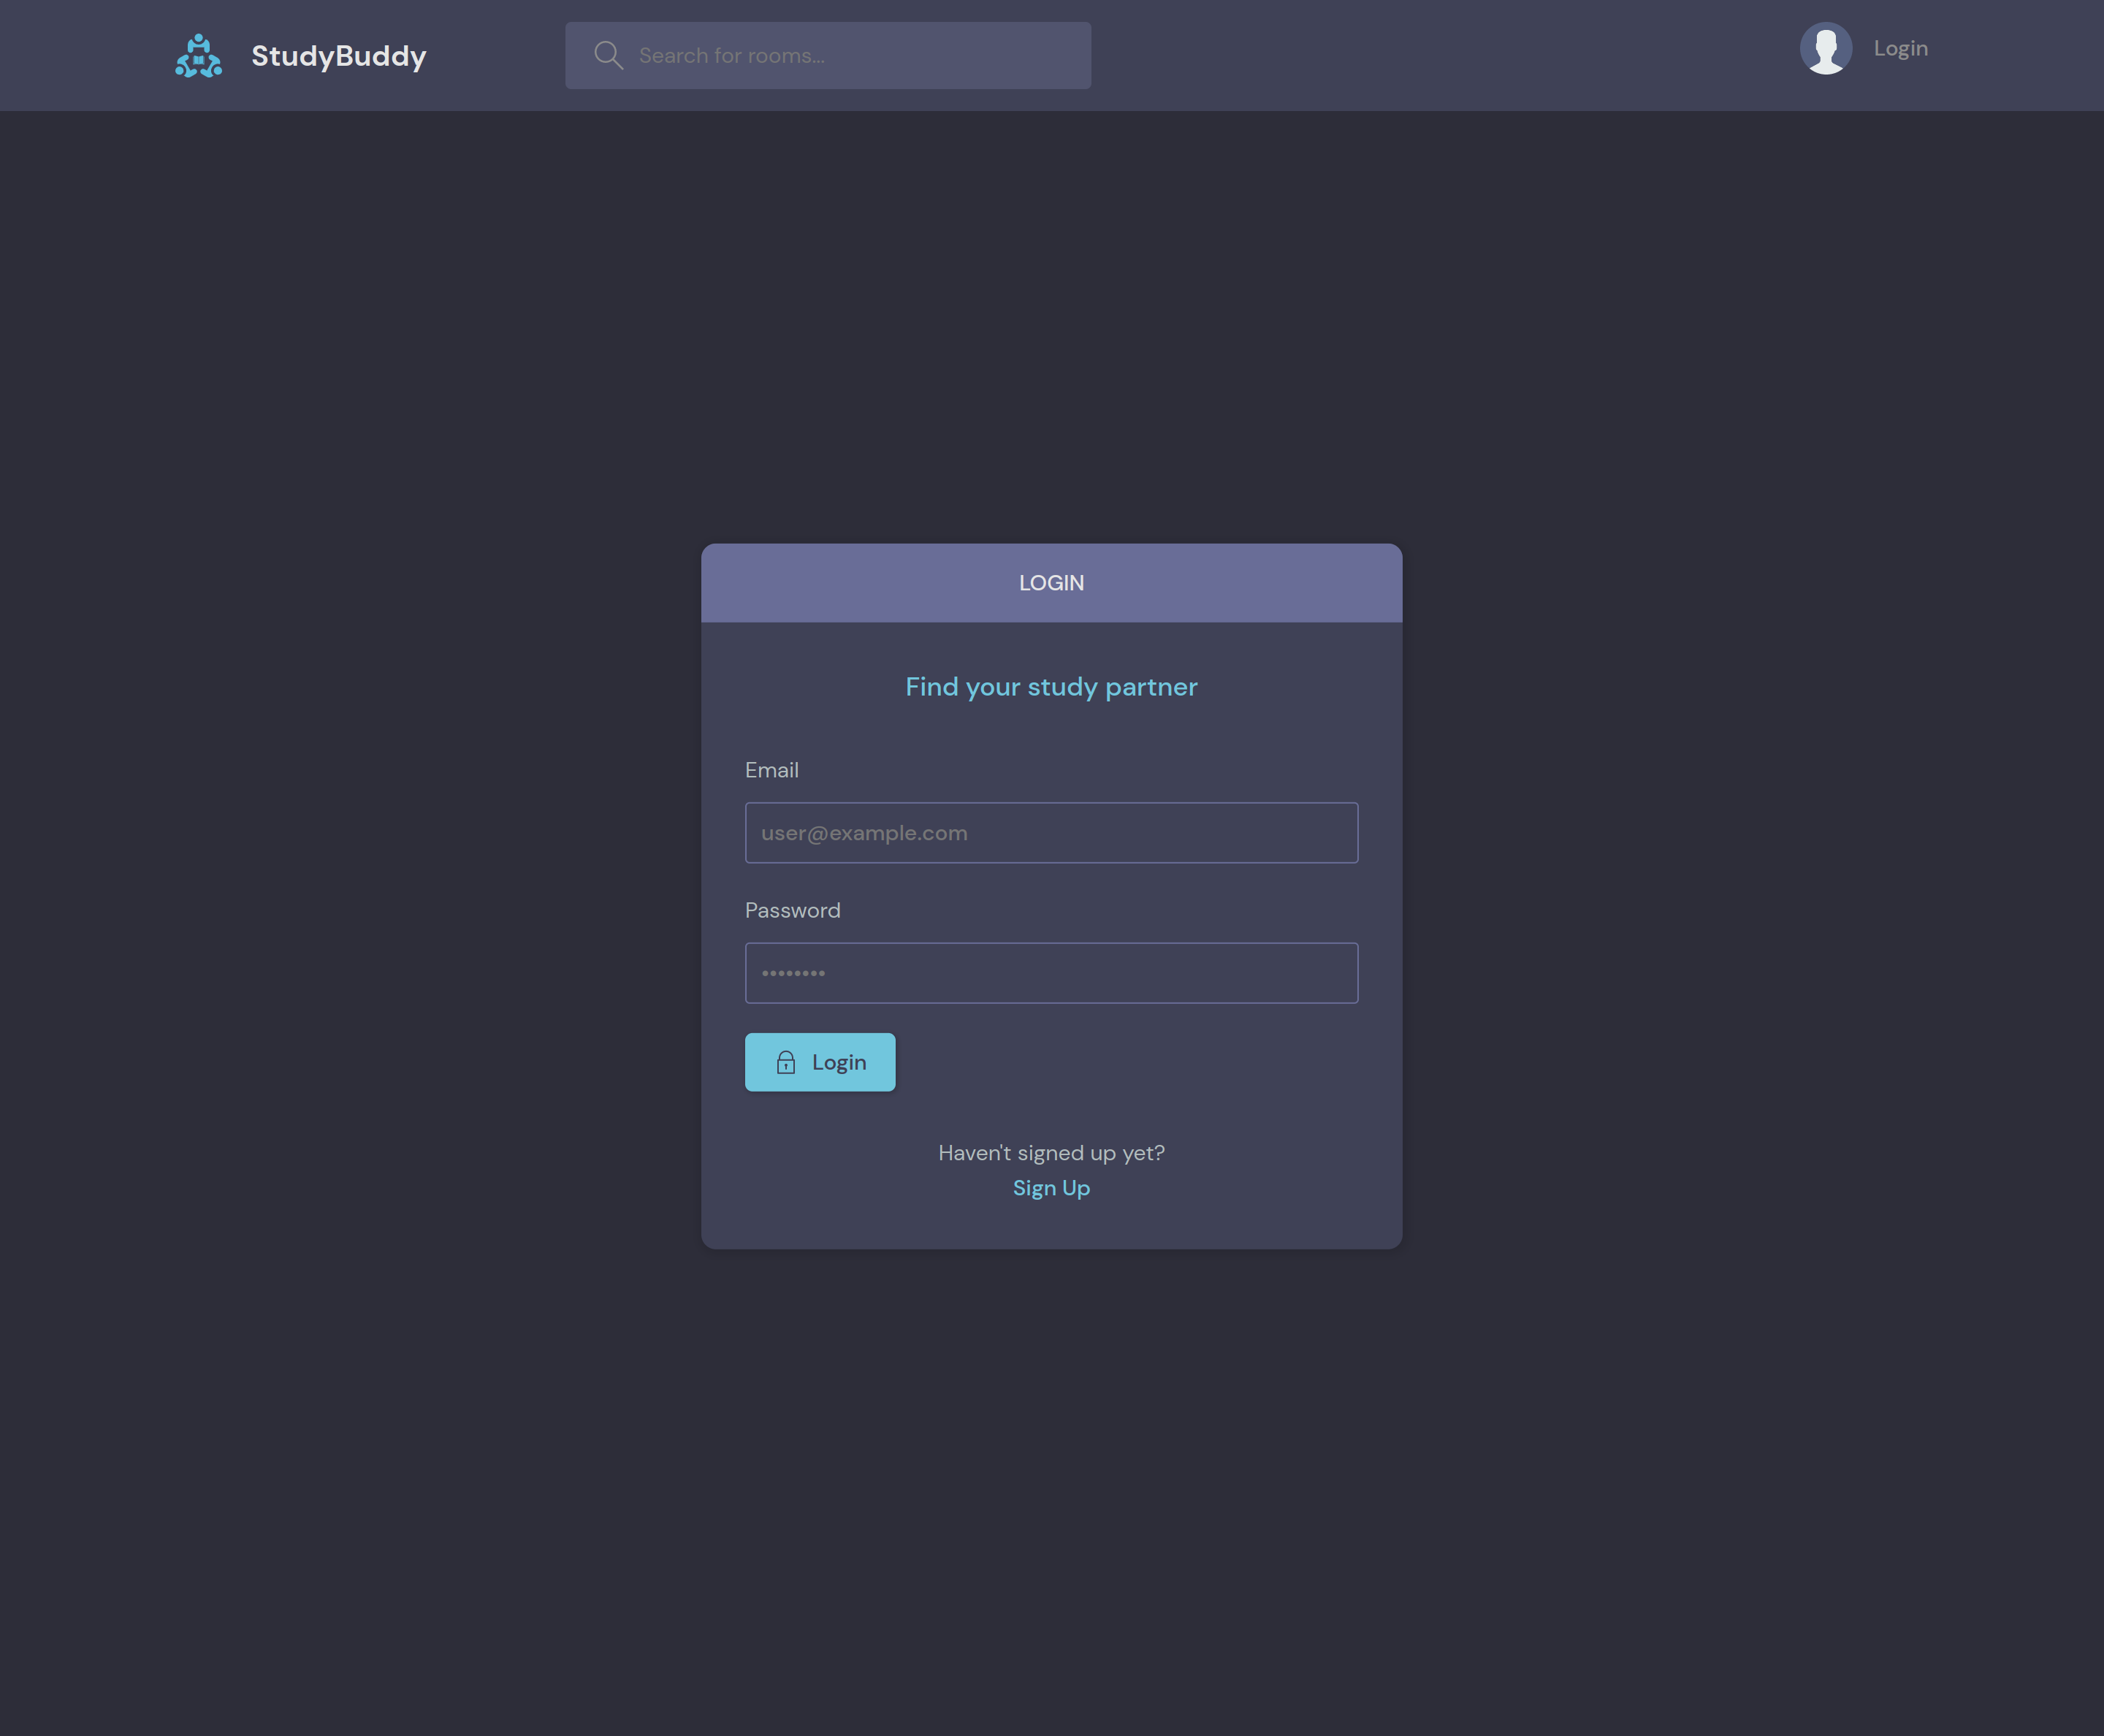 StudyBuddy
Search for rooms...
Login
LOGIN
Find your study partner
Email
user@example.com
Password
••••••••
Login
Haven't signed up yet?
Sign Up